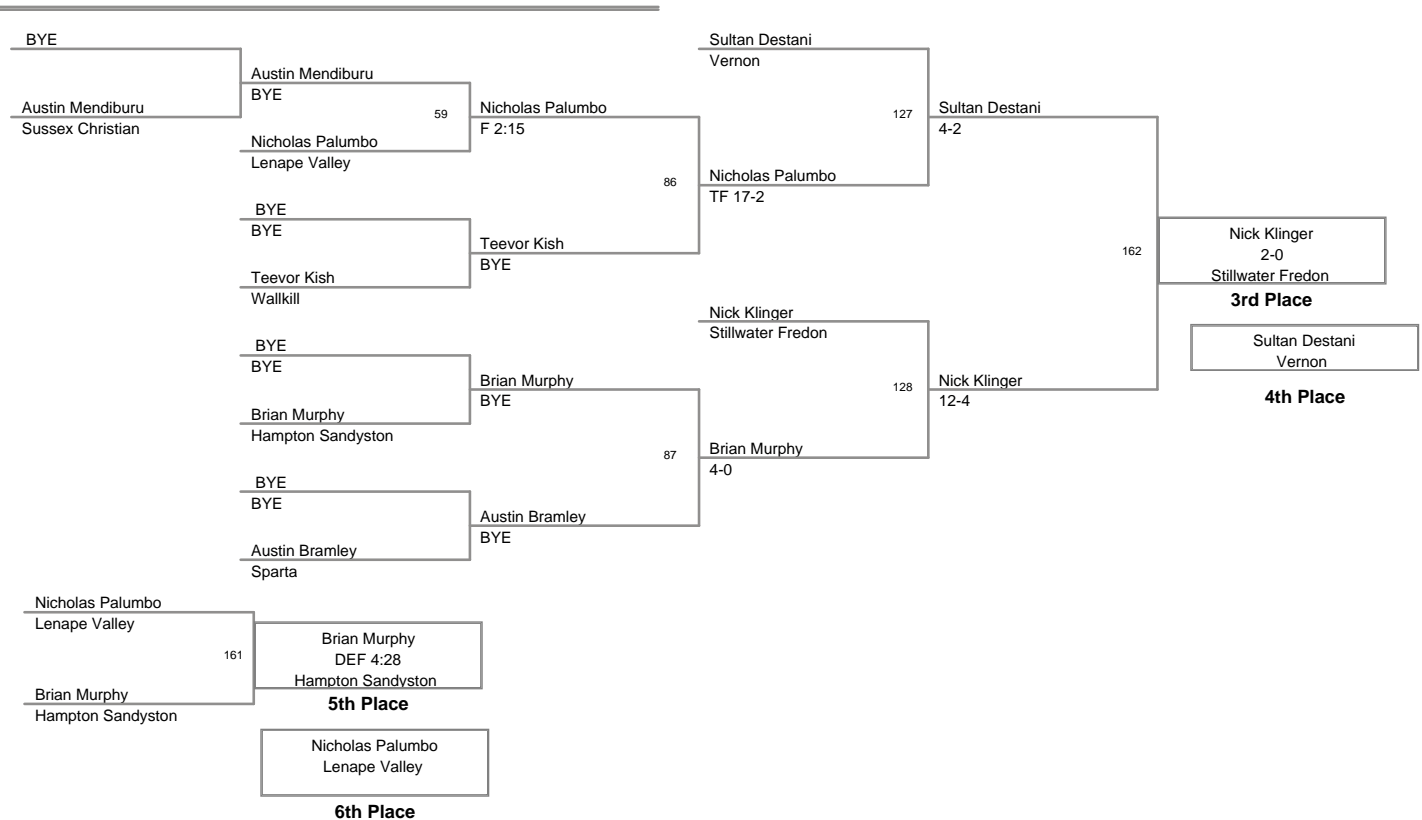 BYE
Austin Mendiburu
Sussex Christian
Austin Mendiburu
BYE
59
Nicholas Palumbo
Lenape Valley
BYE
BYE
Teevor Kish
Wallkill
BYE
BYE
Brian Murphy
Hampton Sandyston
BYE
BYE
Austin Bramley
Sparta
Nicholas Palumbo
F 2:15
86
Teevor Kish
BYE
Brian Murphy
BYE
87
Austin Bramley
BYE
Sultan Destani
Vernon
127
Nicholas Palumbo
TF 17-2
Nick Klinger
Stillwater Fredon
128
Brian Murphy
4-0
Sultan Destani
4-2
162
Nick Klinger
12-4
Nick Klinger
2-0
Stillwater Fredon
3rd Place
Sultan Destani
Vernon
4th Place
Nicholas Palumbo
Lenape Valley
161
Brian Murphy
Hampton Sandyston
Brian Murphy
DEF 4:28
Hampton Sandyston
5th Place
Nicholas Palumbo
Lenape Valley
6th Place